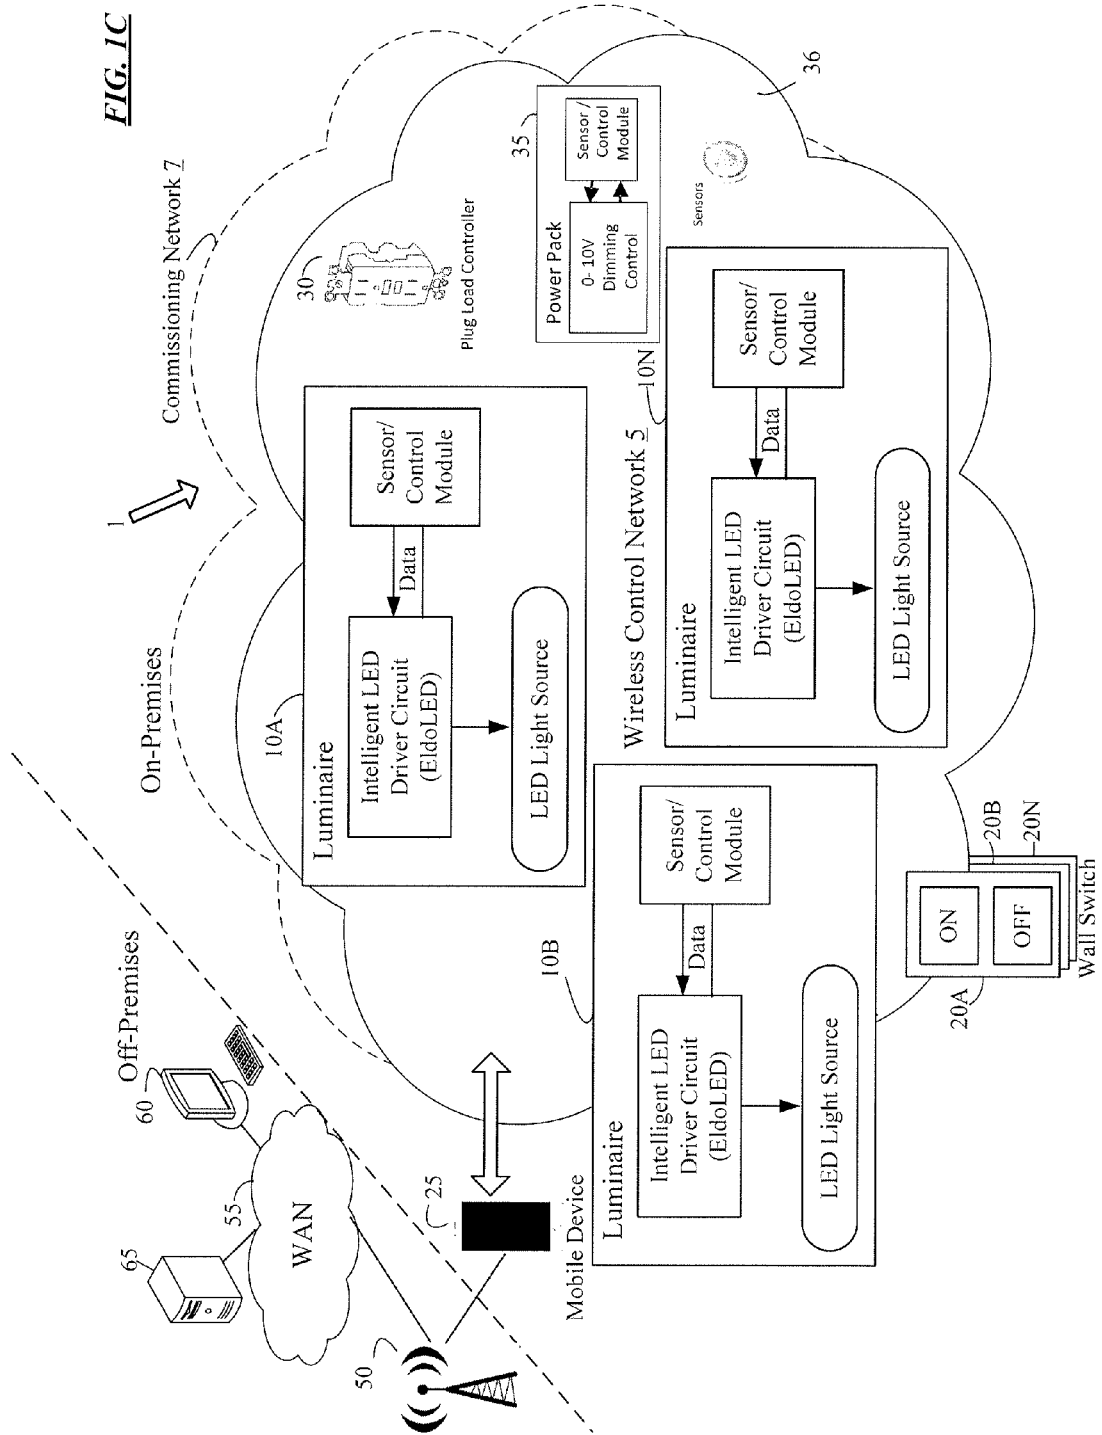 FIG. 1C
1
Commissioning Network 7
On-Premises
Off-Premises
65
60
55
WAN
50
25
Mobile Device
10A
Luminaire
Intelligent LED
Driver Circuit
(EldoLED)
Data
Sensor/
Control
Module
LED Light Source
30
Plug Load Controller
35
Power Pack
0- 10V
Dimming
Control
Sensor /
Control
Module
36
Sensors
Wireless Control Network 5
10B
Luminaire
Intelligent LED
Driver Circuit
(EldoLED)
Data
Sensor/
Control
Module
LED Light Source
10N
Luminaire
Intelligent LED
Driver Circuit
(EldoLED)
Data
Sensor/
Control
Module
LED Light Source
20A
ON
OFF
20B
20N
Wall Switch